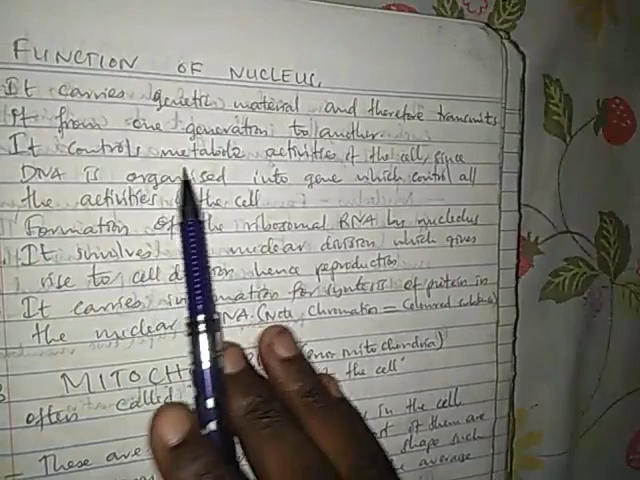 FUNCTION OF NUCLEUS.
It carries genetic material and therefore transmits
It from one generation to another
It controls metabolic activities of the cell, since
DNA is organised into gene which control all
the activities of the cell
Formation of the ribosomal RNA by nucleolus
It involves nuclear division which gives
rise to cell division hence reproduction
It carries information for syntesis of protein in
the nuclear DNA. (Note, chromatin = coloured
MITOCH mitochondria)
often called the cell"
in the cell
- These are st of them are
shape such
average